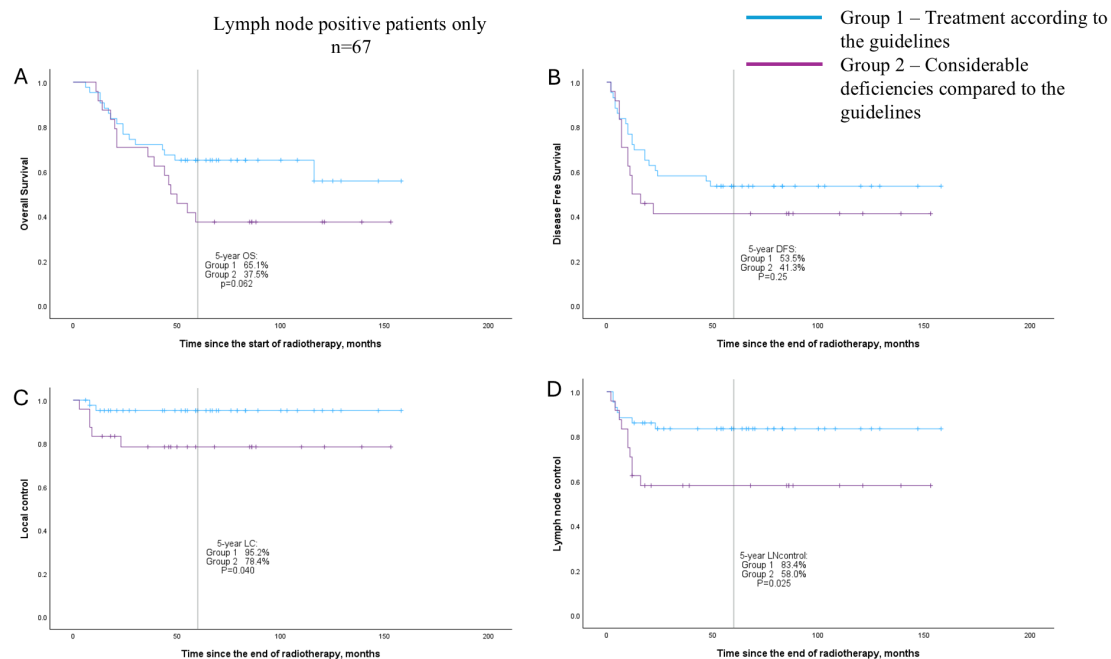 Lymph node positive patients only
n=67
Group 1 – Treatment according to
the guidelines
Group 2 – Considerable
deficiencies compared to the
guidelines
A
1.0
0.8
0.6
0.4
0.2
0.0
Overall Survival
5-year OS:
Group 1 65.1%
Group 2 37.5%
p=0.062
0 50 100 150 200
Time since the start of radiotherapy, months
B
1.0
0.8
0.6
0.4
0.2
0.0
Disease Free Survival
5-year DFS:
Group 1 53.5%
Group 2 41.3%
P=0.25
0 50 100 150 200
Time since the end of radiotherapy, months
C
1.0
0.8
0.6
0.4
0.2
0.0
Local control
5-year LC:
Group 1 95.2%
Group 2 78.4%
P=0.040
0 50 100 150 200
Time since the end of radiotherapy, months
D
1.0
0.8
0.6
0.4
0.2
0.0
Lymph node control
5-year LNcontrol:
Group 1 83.4%
Group 2 58.0%
P=0.025
0 50 100 150 200
Time since the end of radiotherapy, months